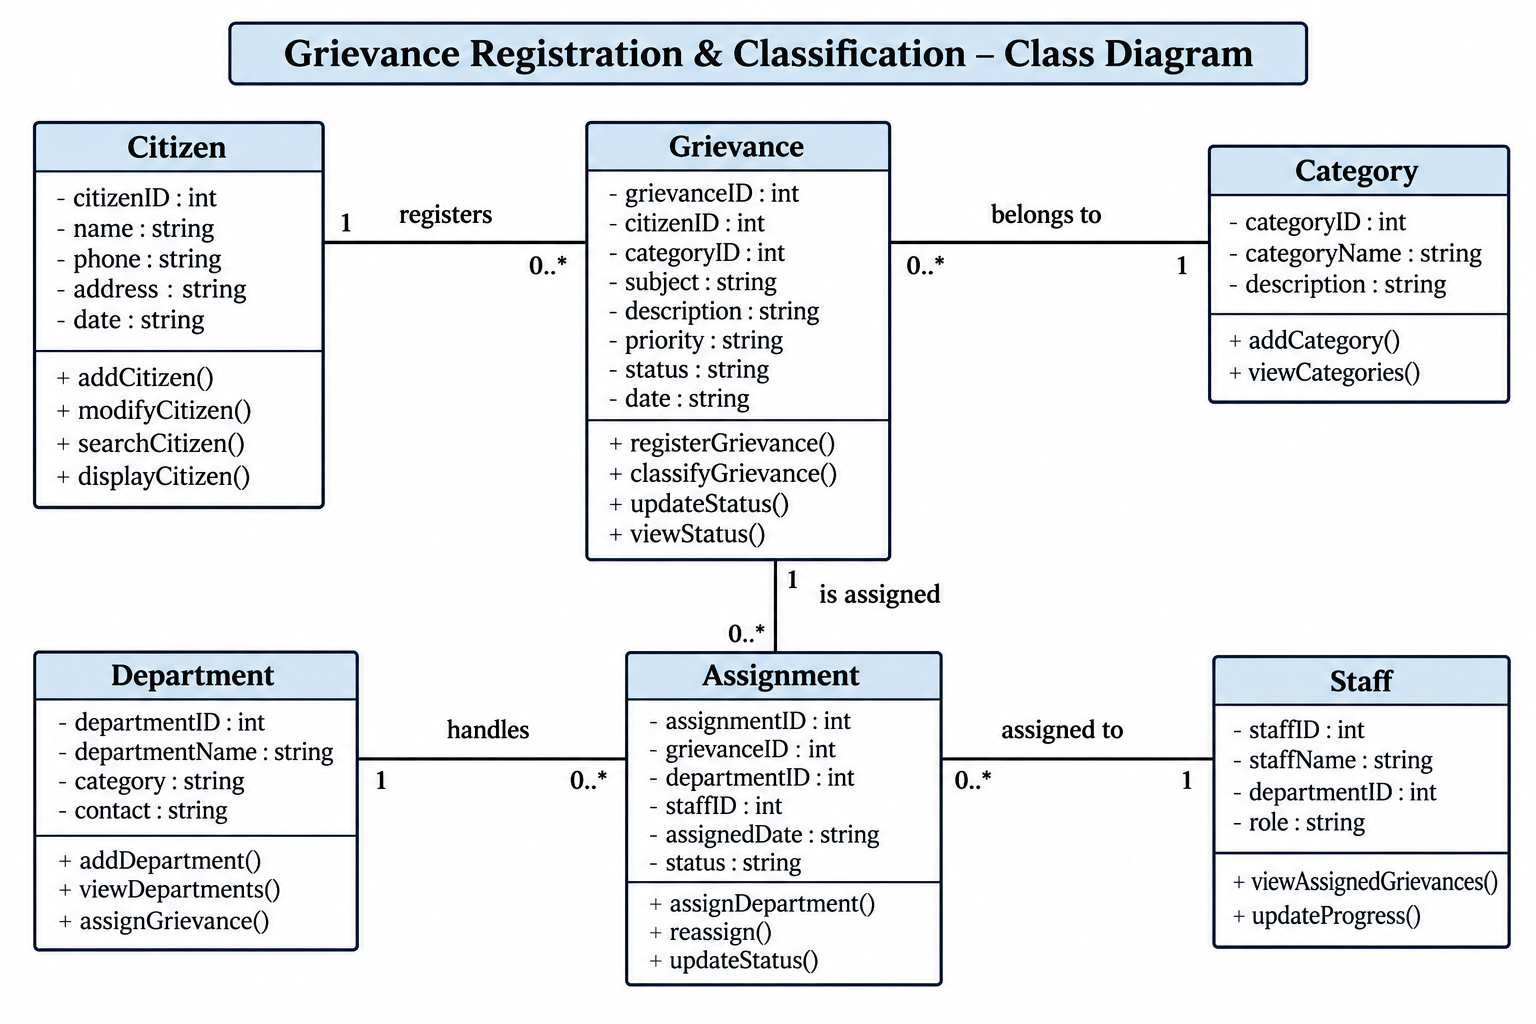 Grievance Registration & Classification – Class Diagram
Citizen
- citizenID : int
- name : string
- phone : string
- address : string
- date : string
+ addCitizen()
+ modifyCitizen()
+ searchCitizen()
+ displayCitizen()
1
registers
0..*
Grievance
- grievanceID : int
- citizenID : int
- categoryID : int
- subject : string
- description : string
- priority : string
- status : string
- date : string
+ registerGrievance()
+ classifyGrievance()
+ updateStatus()
+ viewStatus()
belongs to
0..*
1
Category
- categoryID : int
- categoryName : string
- description : string
+ addCategory()
+ viewCategories()
1
is assigned
0..*
Department
- departmentID : int
- departmentName : string
- category : string
- contact : string
+ addDepartment()
+ viewDepartments()
+ assignGrievance()
handles
1
0..*
Assignment
- assignmentID : int
- grievanceID : int
- departmentID : int
- staffID : int
- assignedDate : string
- status : string
+ assignDepartment()
+ reassign()
+ updateStatus()
assigned to
0..*
1
Staff
- staffID : int
- staffName : string
- departmentID : int
- role : string
+ viewAssignedGrievances()
+ updateProgress()